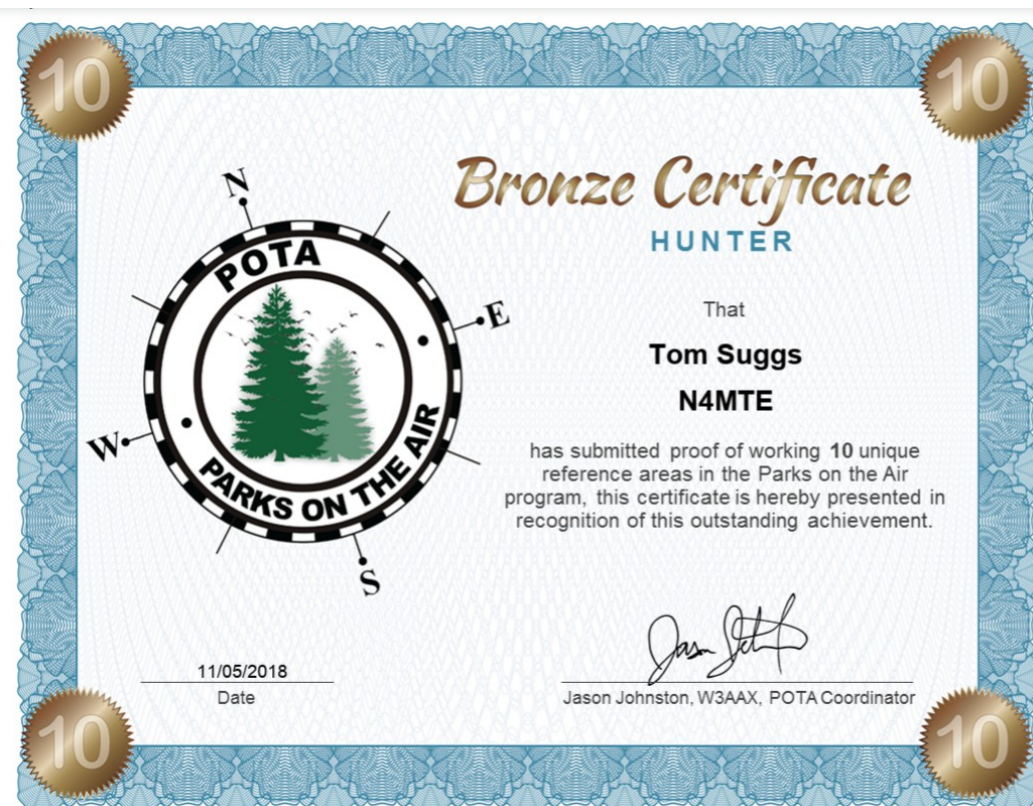 10
10
Bronze Certificate
HUNTER
N
E
W
S
POTA
PARKS ON THE AIR
That
Tom Suggs
N4MTE
has submitted proof of working 10 unique
reference areas in the Parks on the Air
program, this certificate is hereby presented in
recognition of this outstanding achievement.
11/05/2018
Date
Jason Johnston, W3AAX, POTA Coordinator
10
10